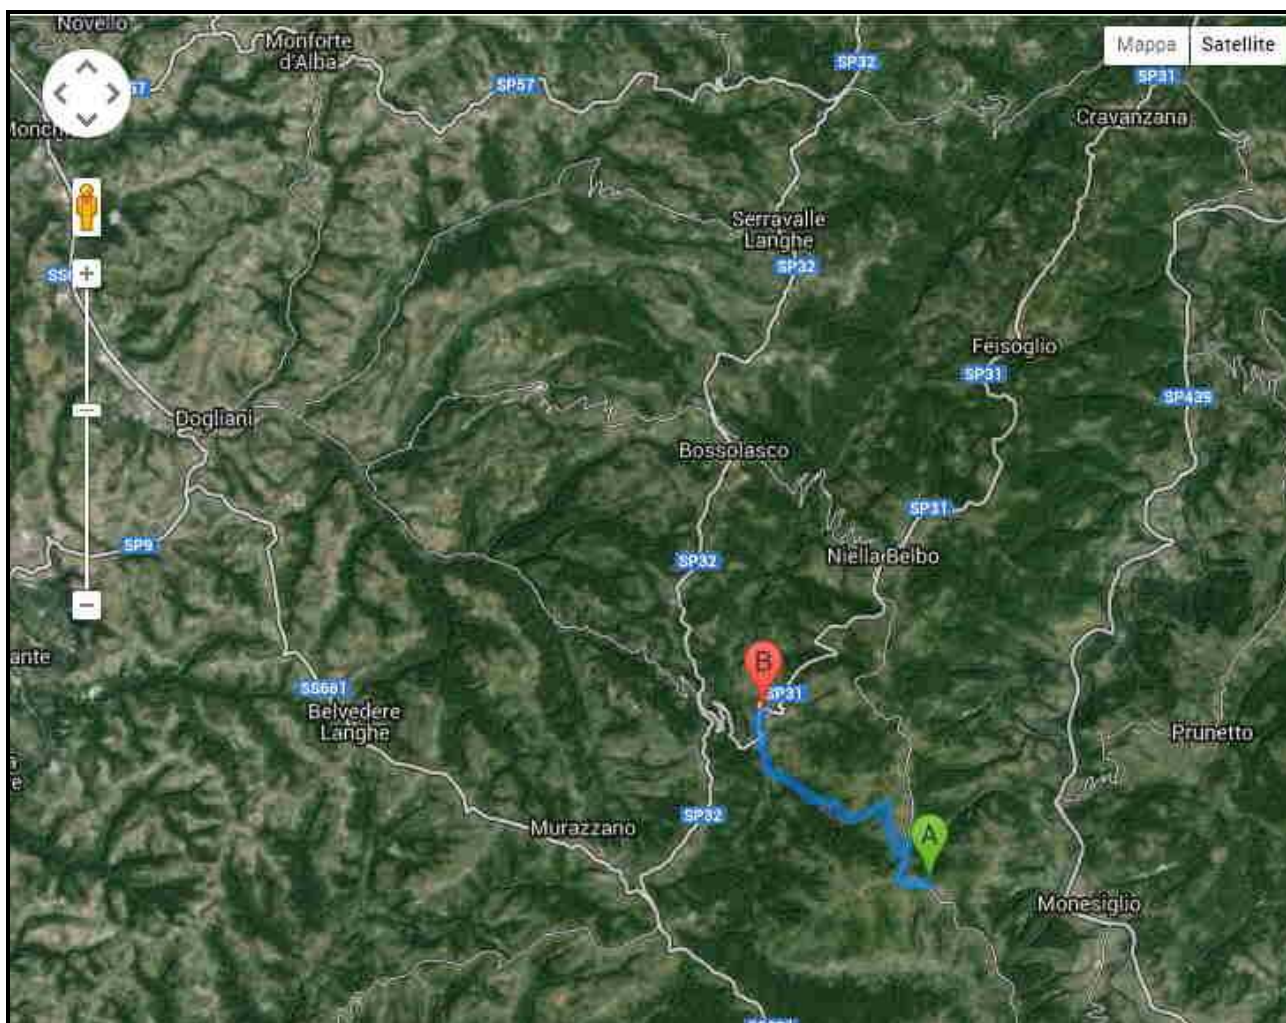 Novello
Monforte
d'Alba
Mappa
Satellite
SP32
SP57
SP31
Cravanzana
Serravalle
Langhe
SP32
Feisoglio
SP31
SP439
Dogliani
Bossolasco
SP31
SP9
SP32
Niella Belbo
B
SP31
SS661
Belvedere
Langhe
Prunetto
SP32
Murazzano
A
Monesiglio